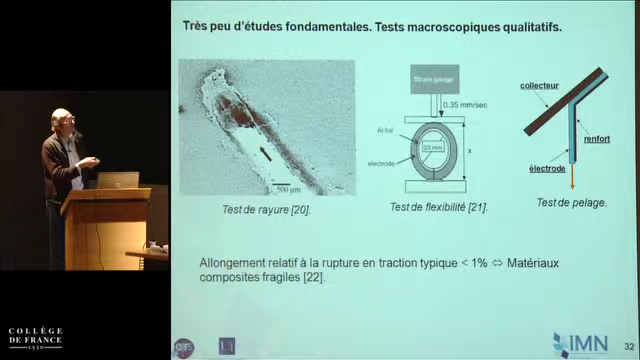 Très peu d'études fondamentales. Tests macroscopiques qualitatifs.
500 µm
Test de rayure [20].
Strain gauge
0.35 mm/sec
Al foil
électrode
25 mm
x
Test de flexibilité [21].
collecteur
renfort
électrode
Test de pelage.
Allongement relatif à la rupture en traction typique < 1% ⇔ Matériaux
composites fragiles [22].
COLLÈGE
DE FRANCE
1530
IMN
32